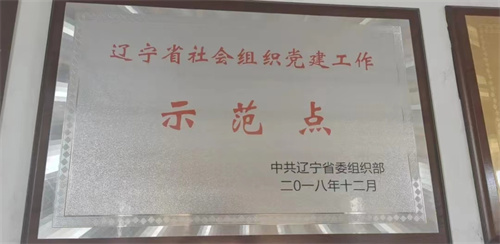 辽宁省社会组织党建工作
示范点
中共辽宁省委组织部
二〇一八年十二月